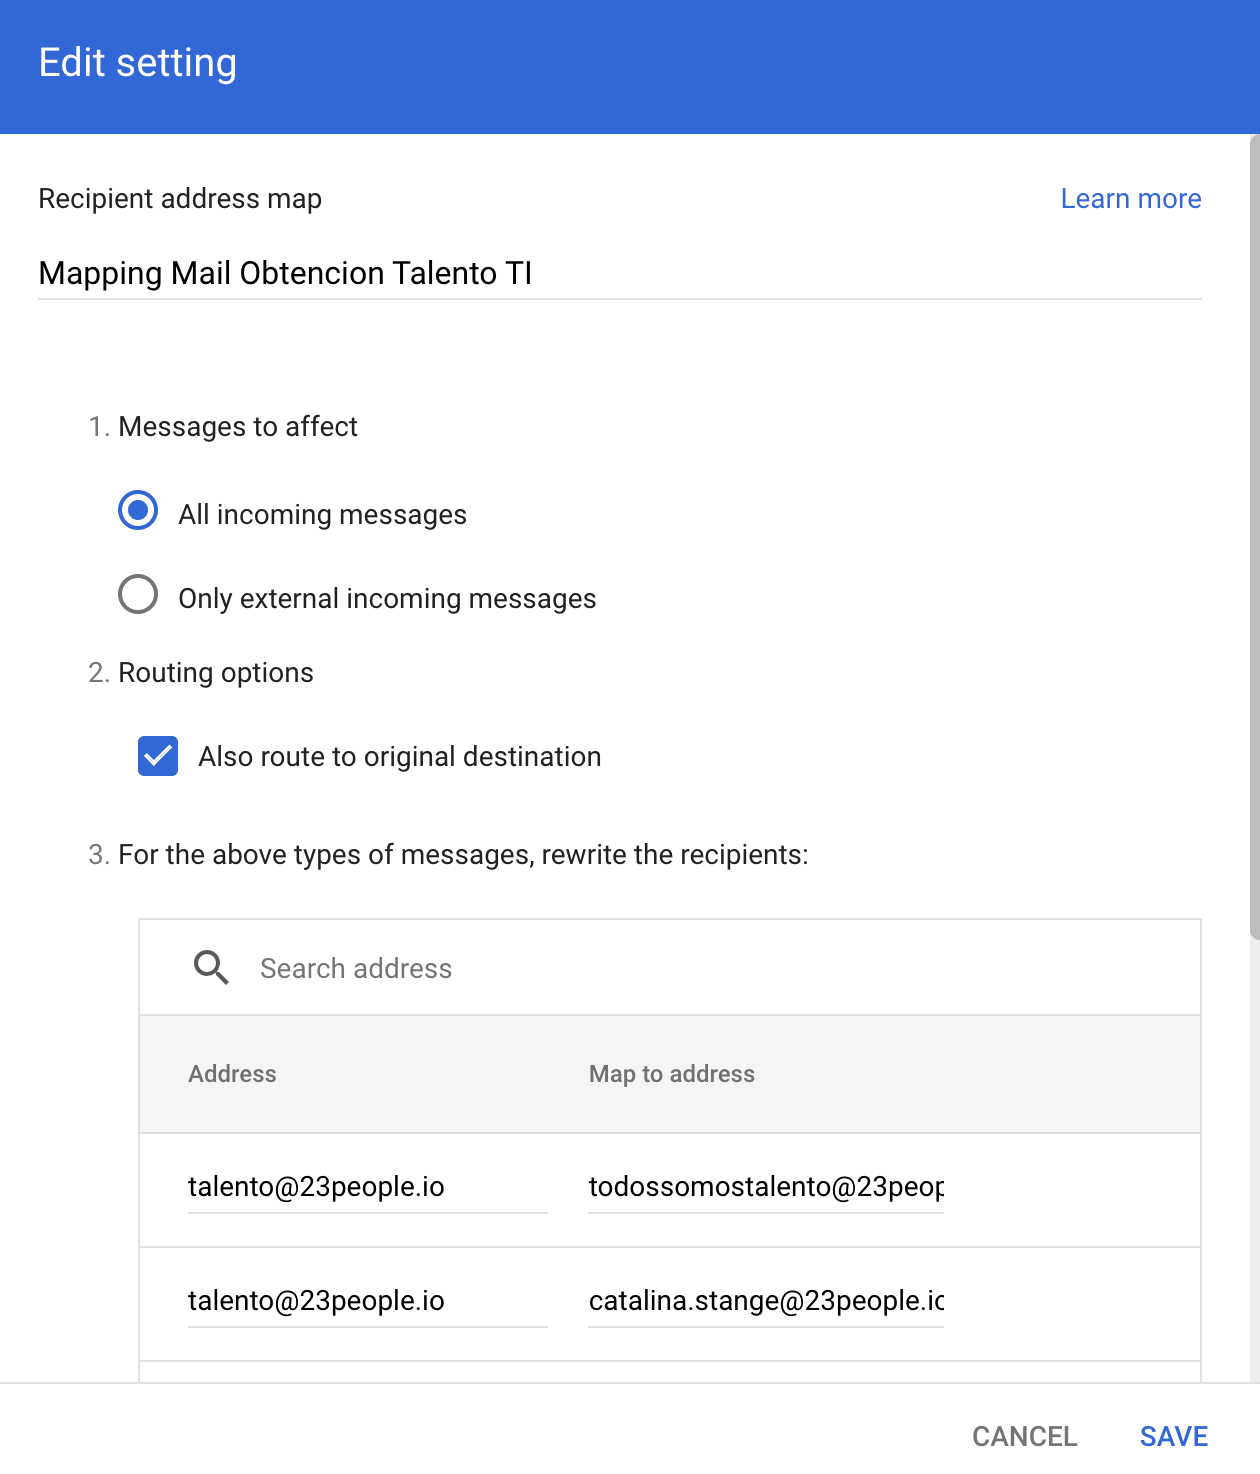 Edit setting
Recipient address map
Learn more
Mapping Mail Obtencion Talento TI
1. Messages to affect
All incoming messages
Only external incoming messages
2. Routing options
Also route to original destination
3. For the above types of messages, rewrite the recipients:
Search address
Address Map to address
talento@23people.io todossomostalento@23peop
talento@23people.io catalina.stange@23people.io
CANCEL SAVE